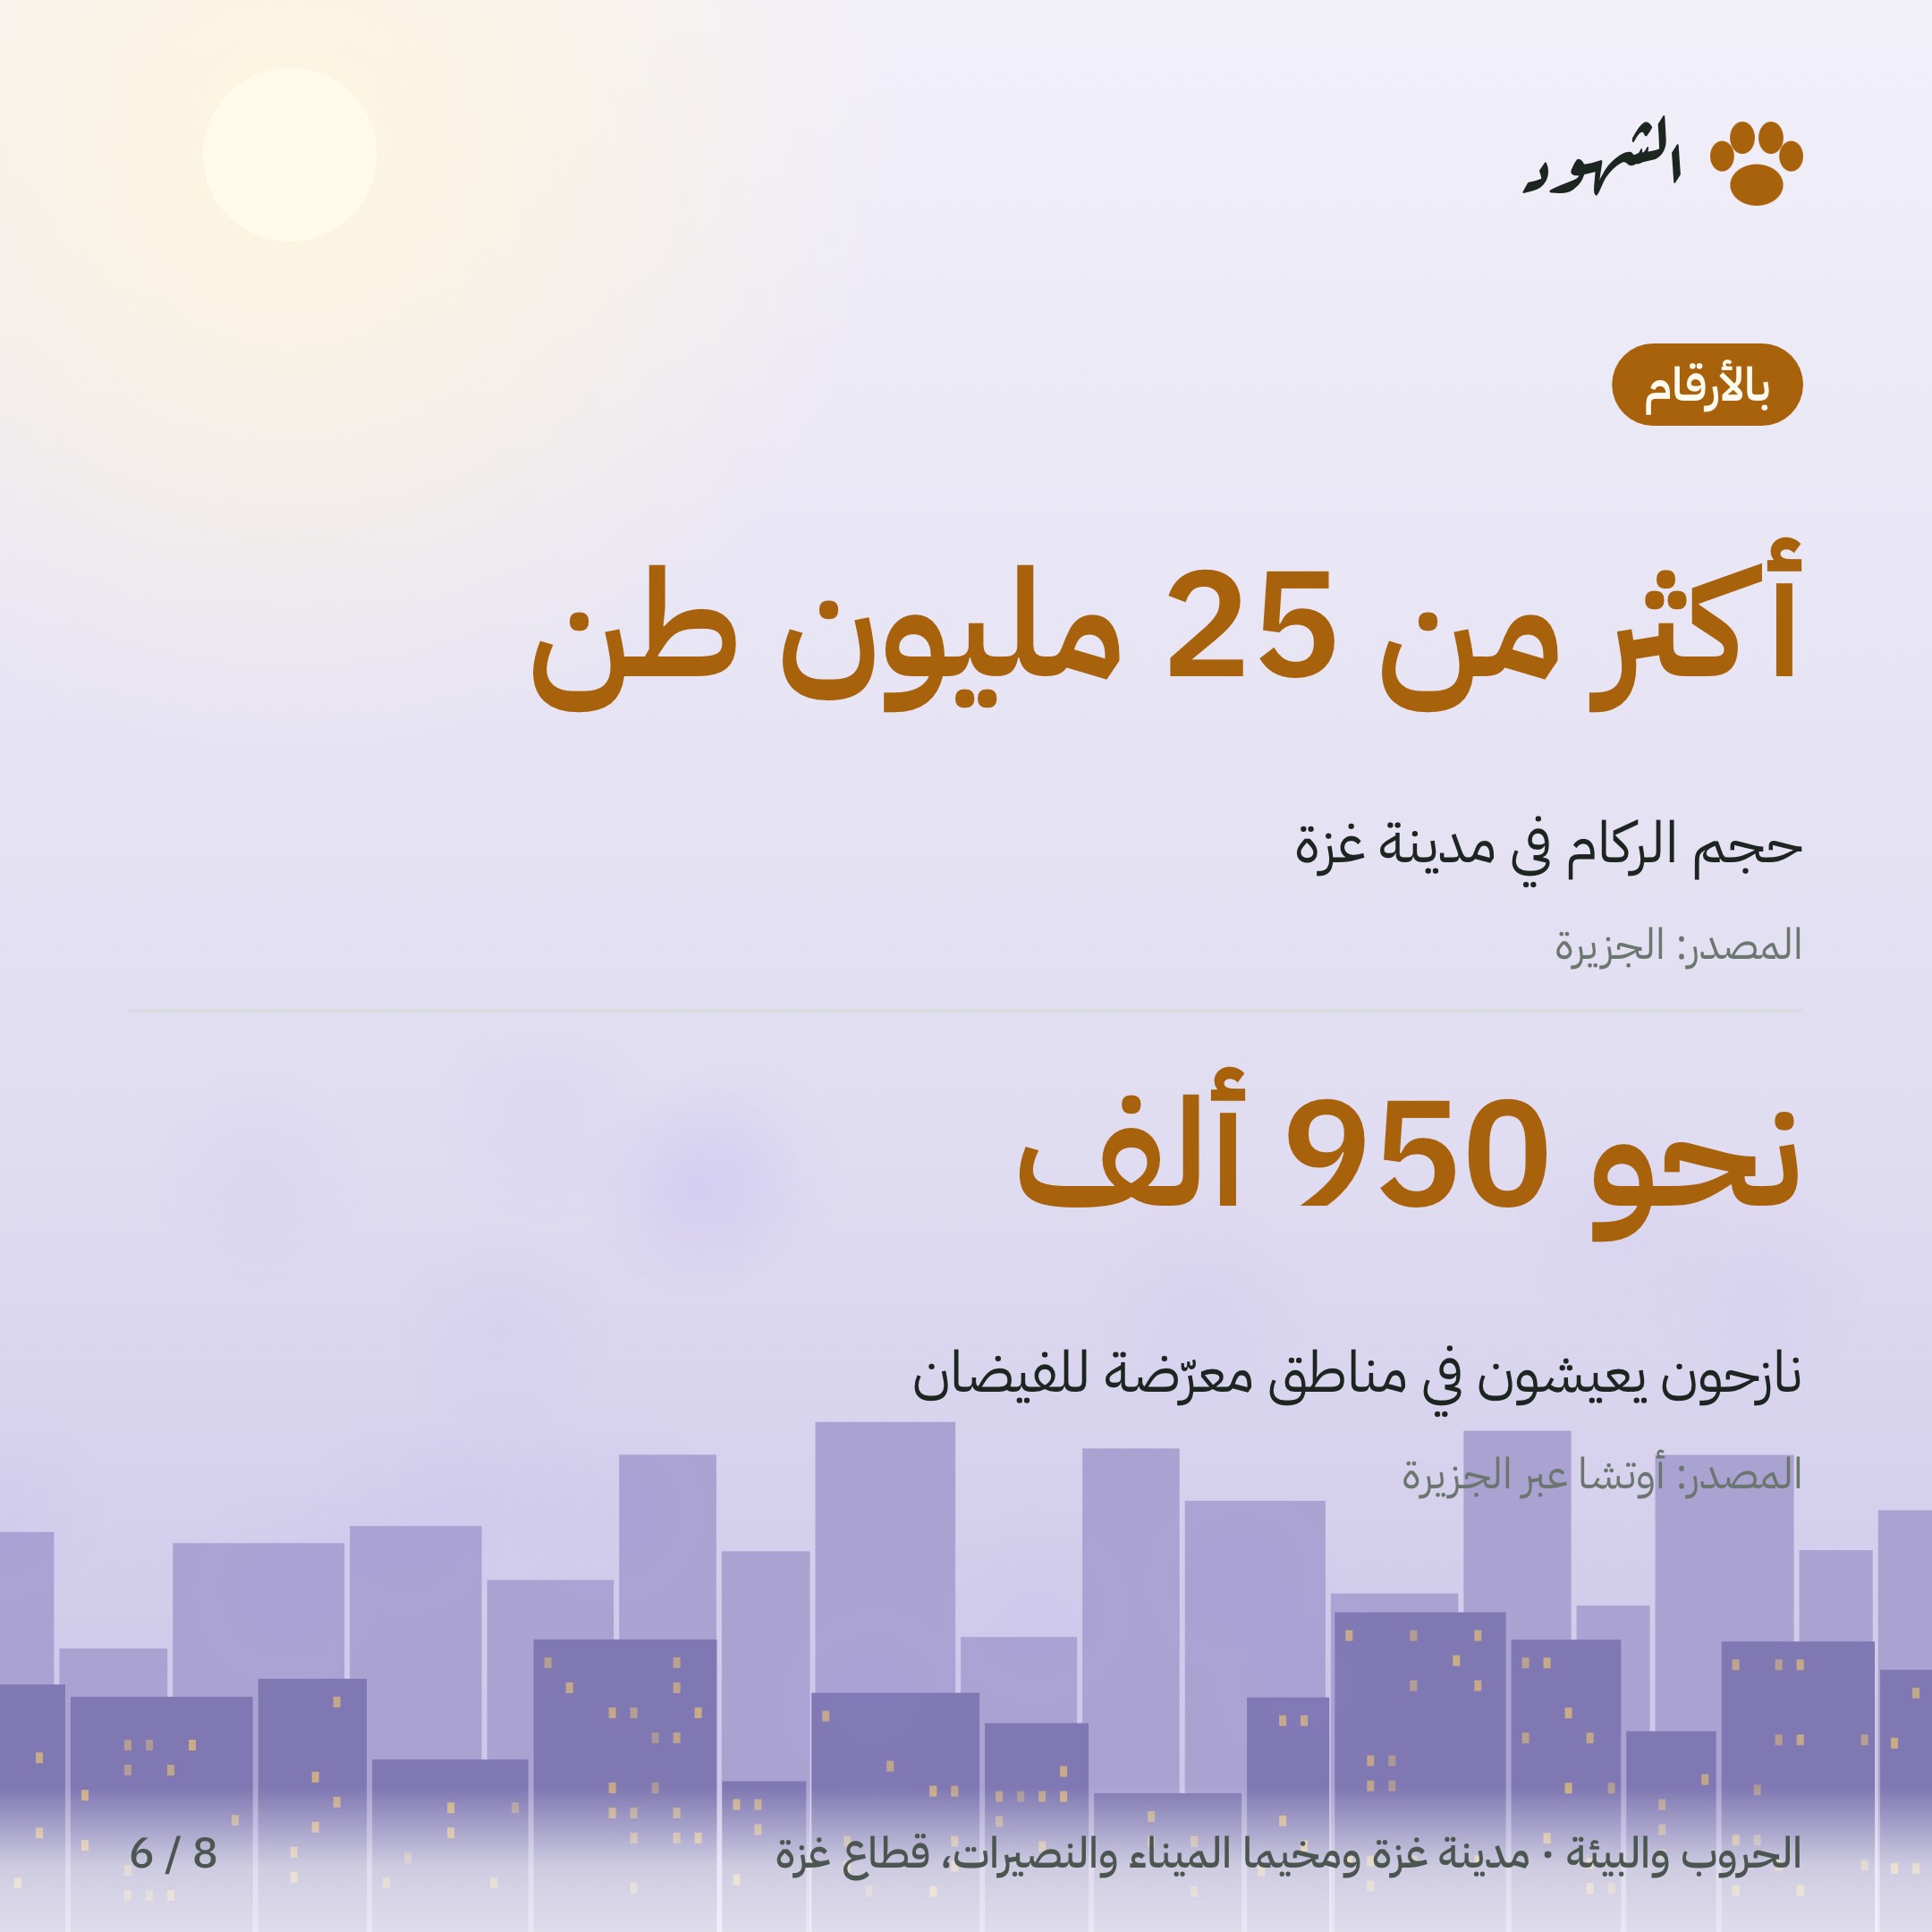 الشهود
بالأرقام
أكثر من 25 مليون طن
حجم الركام في مدينة غزة
المصدر: الجزيرة
نحو 950 ألف
نازحون يعيشون في مناطق معرّضة للفيضان
المصدر: أوتشا عبر الجزيرة
الحروب والبيئة · مدينة غزة ومخيما الميناء والنصيرات، قطاع غزة
6 / 8